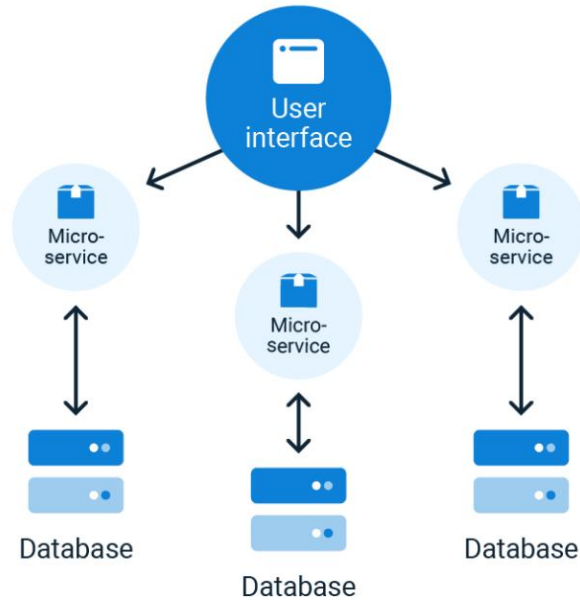 User
interface
Micro-
service
Micro-
service
Micro-
service
Database
Database
Database